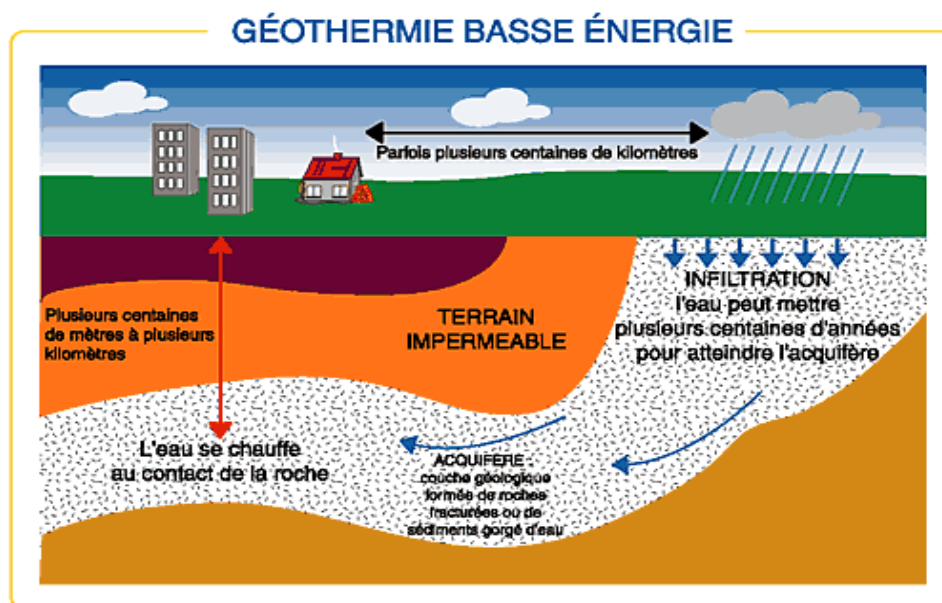 GÉOTHERMIE BASSE ÉNERGIE
Parfois plusieurs centaines de kilomètres
INFILTRATION
l'eau peut mettre
plusieurs centaines d'années
pour atteindre l'acquifère
Plusieurs centaines
de mètres à plusieurs
kilomètres
TERRAIN
IMPERMEABLE
L'eau se chauffe
au contact de la roche
ACQUIFERE
couche géologique
formée de roches
fracturées ou de
sédiments gorgé d'eau